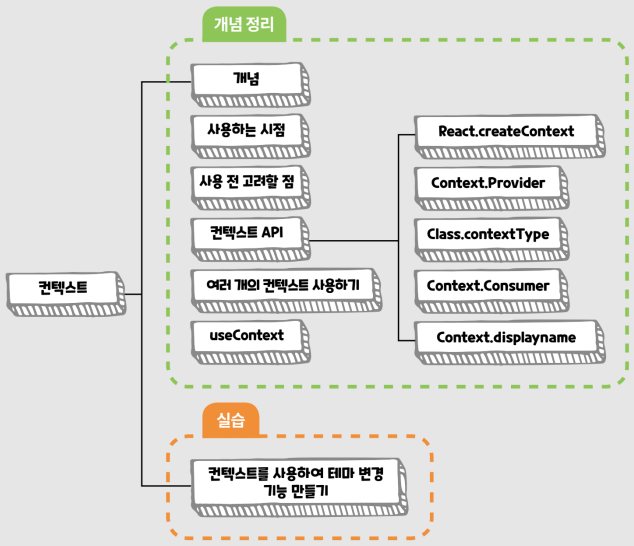 개념 정리
개념
사용하는 시점
사용 전 고려할 점
컨텍스트 API
여러 개의 컨텍스트 사용하기
useContext
React.createContext
Context.Provider
Class.contextType
Context.Consumer
Context.displayname
컨텍스트
실습
컨텍스트를 사용하여 테마 변경
기능 만들기